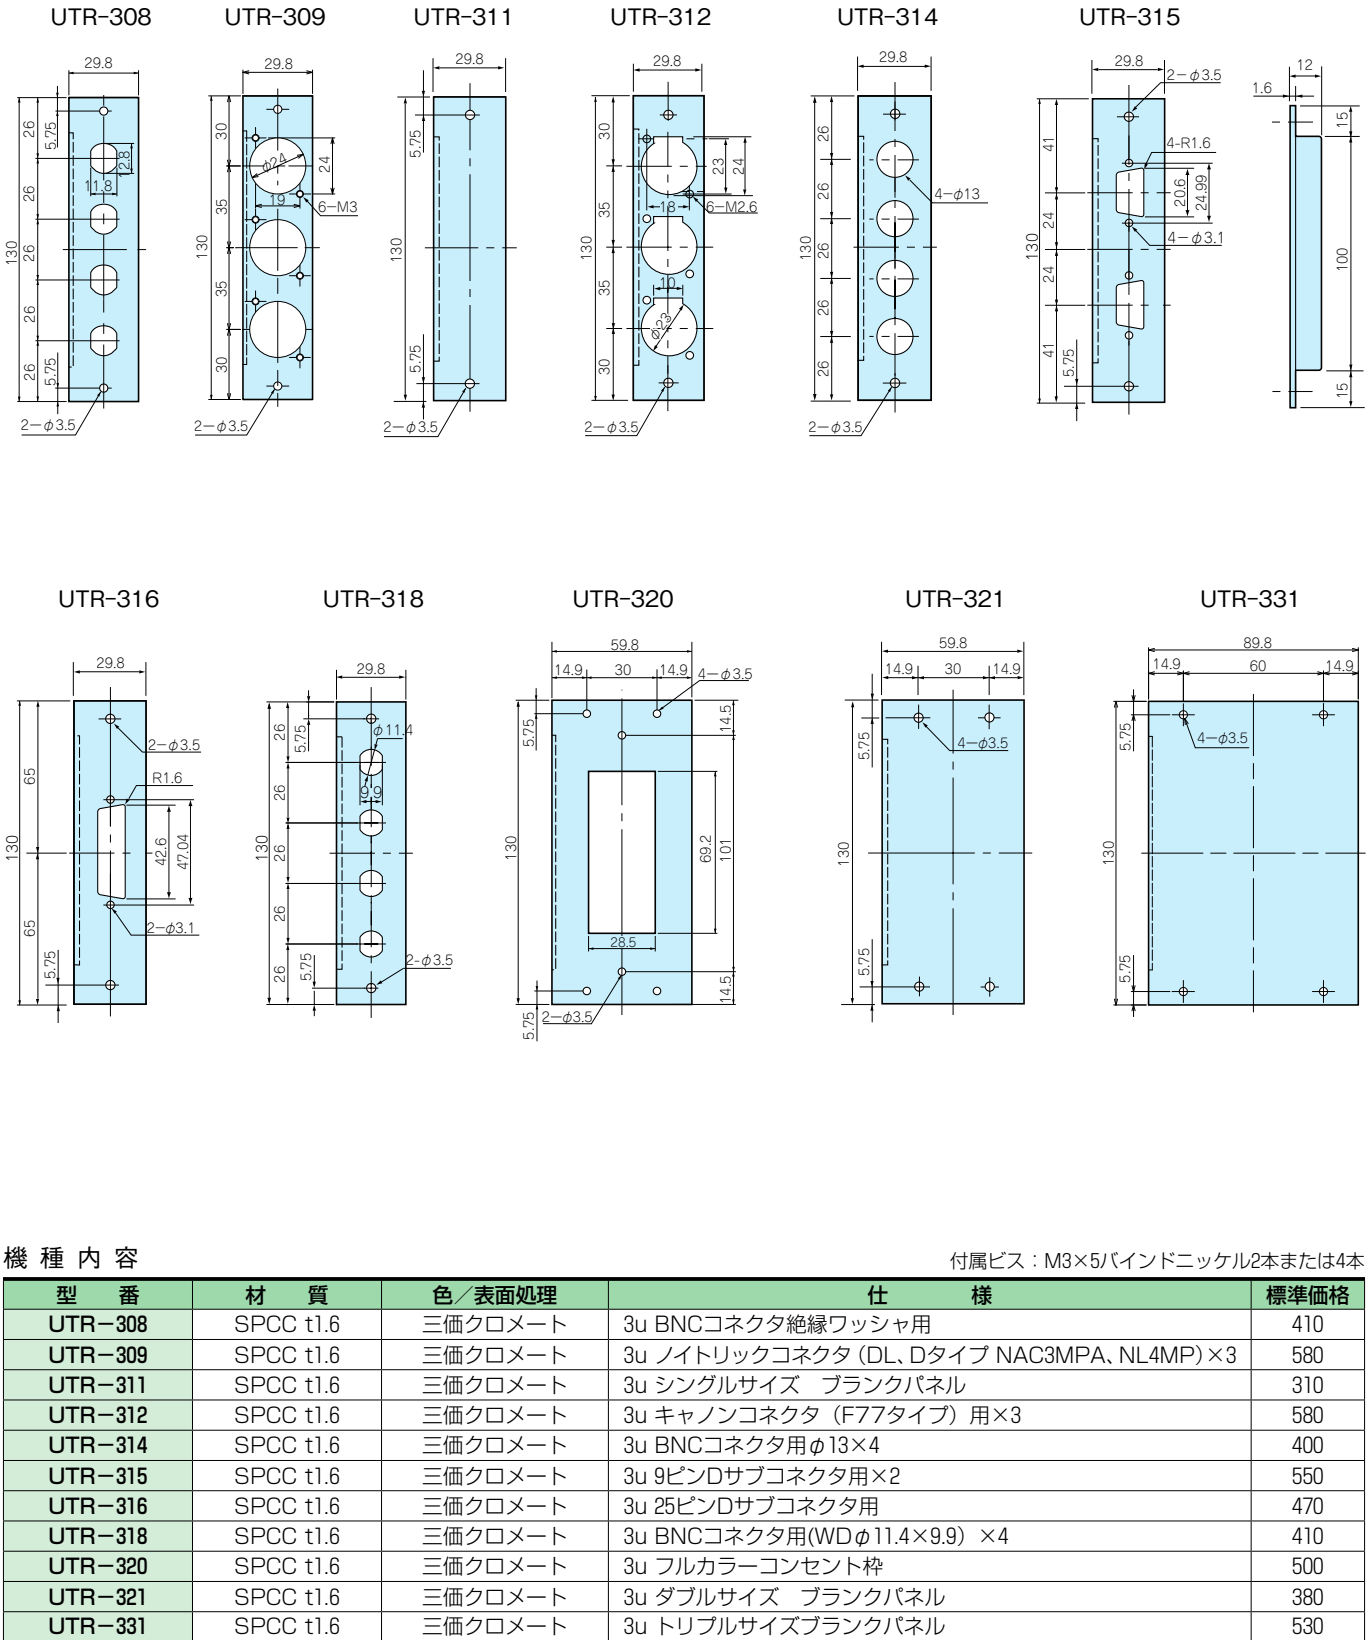 UTR−308 UTR−309 UTR−311 UTR−312 UTR−314 UTR−315
29.8
130
26
26
26
26
26
5.75
5.75
12.8
11.8
2−φ3.5
29.8
130
30
35
35
30
φ24
24
19
6−M3
2−φ3.5
29.8
130
5.75
5.75
2−φ3.5
29.8
130
30
35
35
30
23
24
18
6−M2.6
10
φ23
2−φ3.5
29.8
130
26
26
26
26
26
4−φ13
2−φ3.5
29.8
2−φ3.5
130
41
24
24
41
4-R1.6
20.6
24.99
4−φ3.1
5.75
12
1.6
15
100
15
UTR−316 UTR−318 UTR−320 UTR−321 UTR−331
29.8
130
65
65
2−φ3.5
R1.6
42.6
47.04
2−φ3.1
5.75
29.8
130
26
26
26
26
26
5.75
φ11.4
9.9
5.75
2-φ3.5
59.8
14.9 30 14.9
4−φ3.5
5.75
14.5
130
69.2
101
28.5
14.5
5.75
2−φ3.5
59.8
14.9 30 14.9
5.75
4−φ3.5
130
5.75
89.8
14.9 60 14.9
5.75
4−φ3.5
130
5.75
機種内容 付属ビス：M3×5バインドニッケル2本または4本
型　番 材　質 色／表面処理 仕　　様 標準価格
UTR−308 SPCC t1.6 三価クロメート 3u BNCコネクタ絶縁ワッシャ用 410
UTR−309 SPCC t1.6 三価クロメート 3u ノイトリックコネクタ（DL、Dタイプ NAC3MPA、NL4MP）×3 580
UTR−311 SPCC t1.6 三価クロメート 3u シングルサイズ　ブランクパネル 310
UTR−312 SPCC t1.6 三価クロメート 3u キャノンコネクタ（F77タイプ）用×3 580
UTR−314 SPCC t1.6 三価クロメート 3u BNCコネクタ用φ13×4 400
UTR−315 SPCC t1.6 三価クロメート 3u 9ピンDサブコネクタ用×2 550
UTR−316 SPCC t1.6 三価クロメート 3u 25ピンDサブコネクタ用 470
UTR−318 SPCC t1.6 三価クロメート 3u BNCコネクタ用(WDφ11.4×9.9）×4 410
UTR−320 SPCC t1.6 三価クロメート 3u フルカラーコンセント枠 500
UTR−321 SPCC t1.6 三価クロメート 3u ダブルサイズ　ブランクパネル 380
UTR−331 SPCC t1.6 三価クロメート 3u トリプルサイズブランクパネル 530